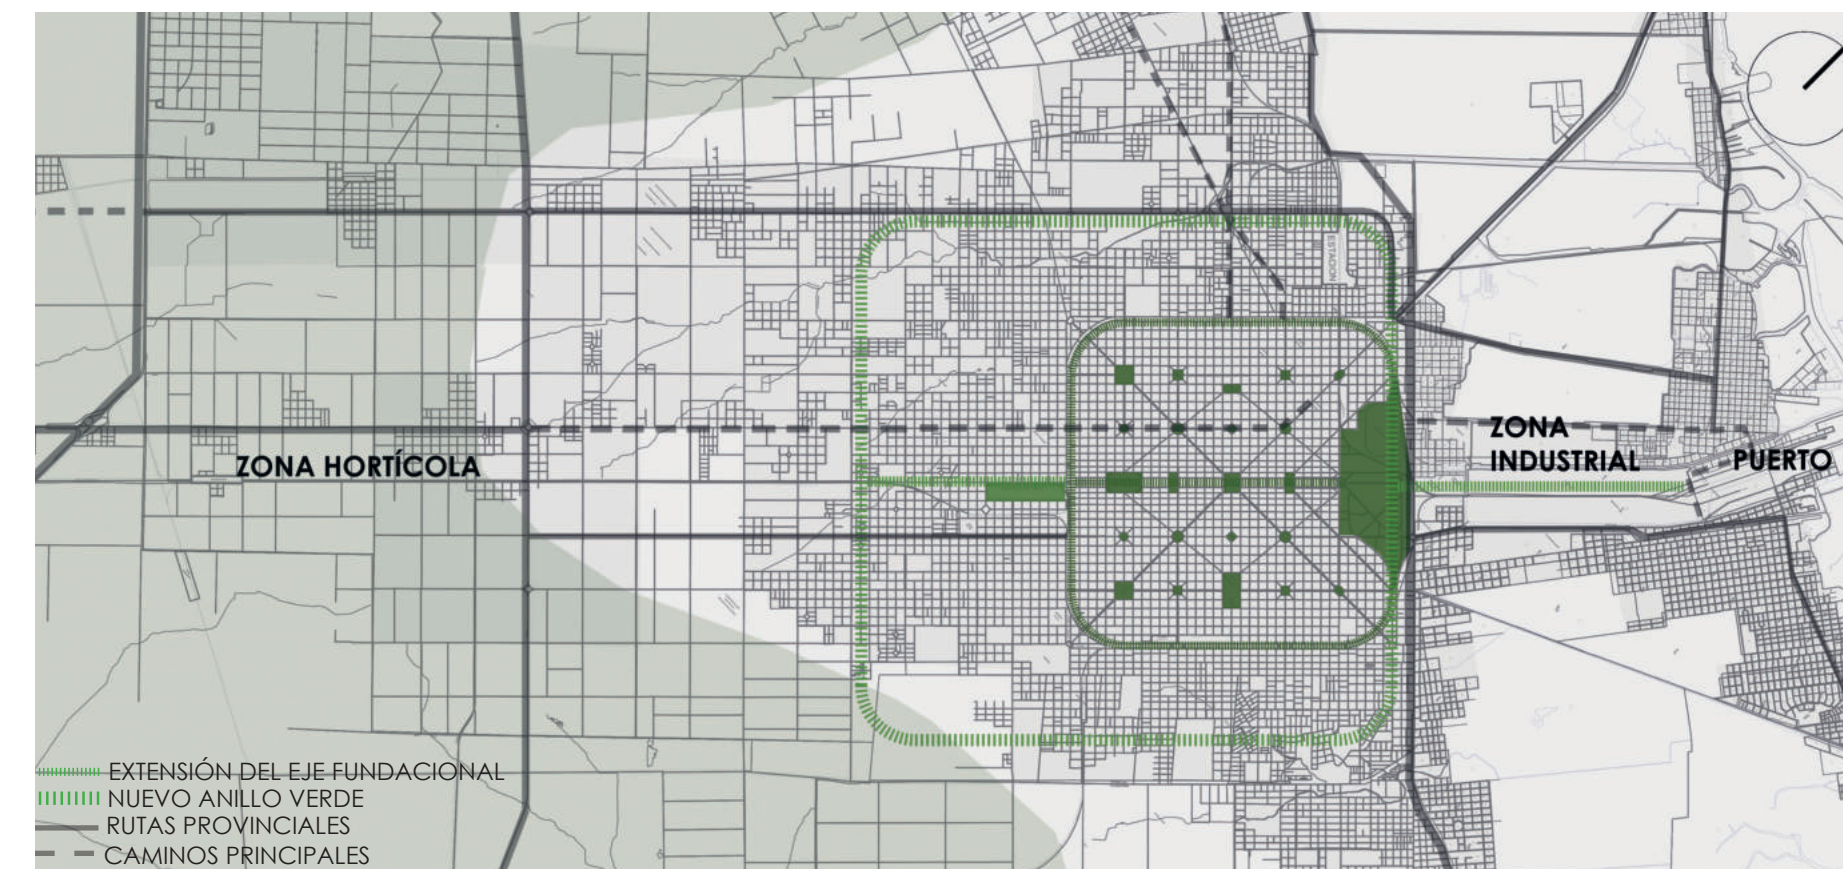 ESTACION
ZONA
INDUSTRIAL
PUERTO
ZONA HORTÍCOLA
EXTENSIÓN DEL EJE FUNDACIONAL
NUEVO ANILLO VERDE
RUTAS PROVINCIALES
CAMINOS PRINCIPALES